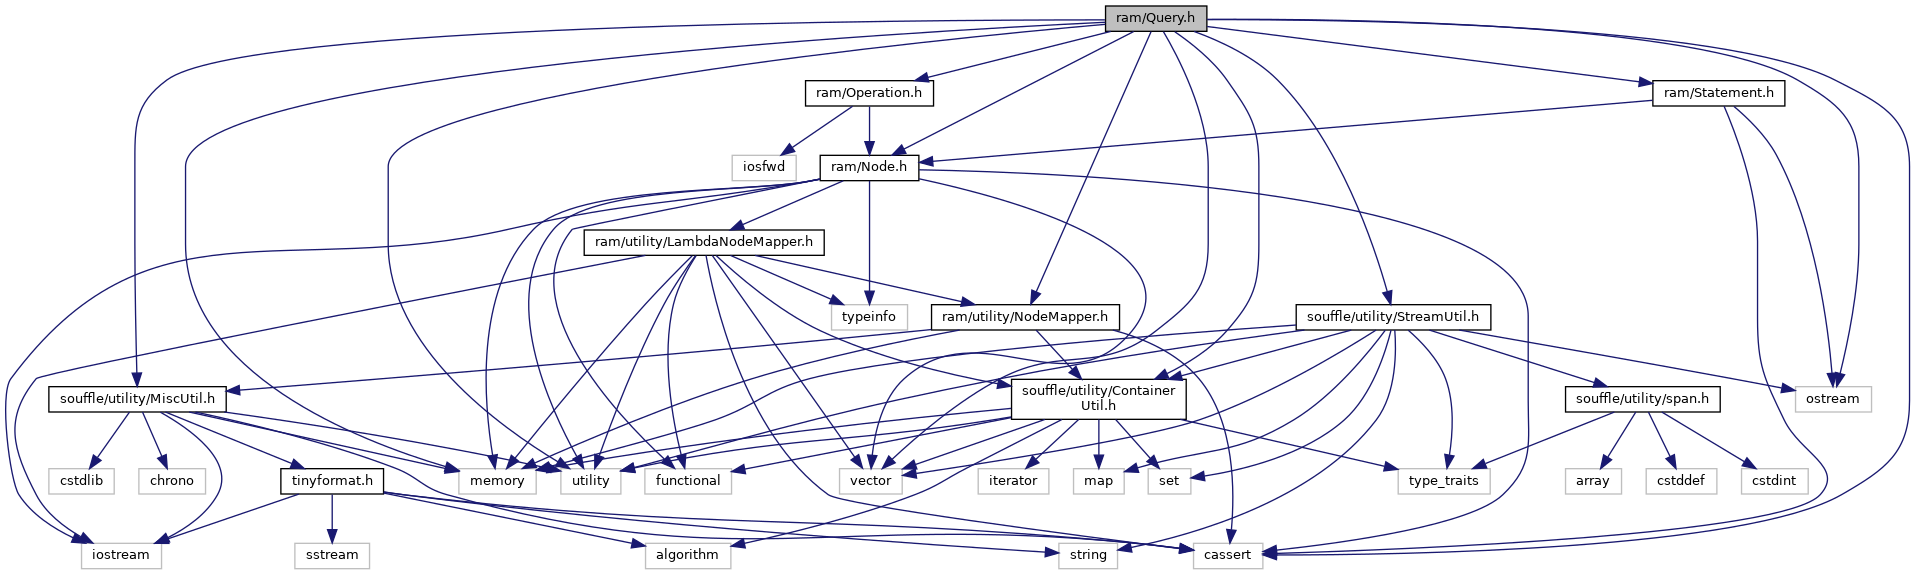 ram/Query.h
ram/Operation.h
ram/Statement.h
iosfwd
ram/Node.h
ram/utility/LambdaNodeMapper.h
typeinfo
ram/utility/NodeMapper.h
souffle/utility/StreamUtil.h
souffle/utility/MiscUtil.h
souffle/utility/Container
Util.h
souffle/utility/span.h
ostream
cstdlib
chrono
tinyformat.h
memory
utility
functional
vector
iterator
map
set
type_traits
array
cstddef
cstdint
iostream
sstream
algorithm
string
cassert